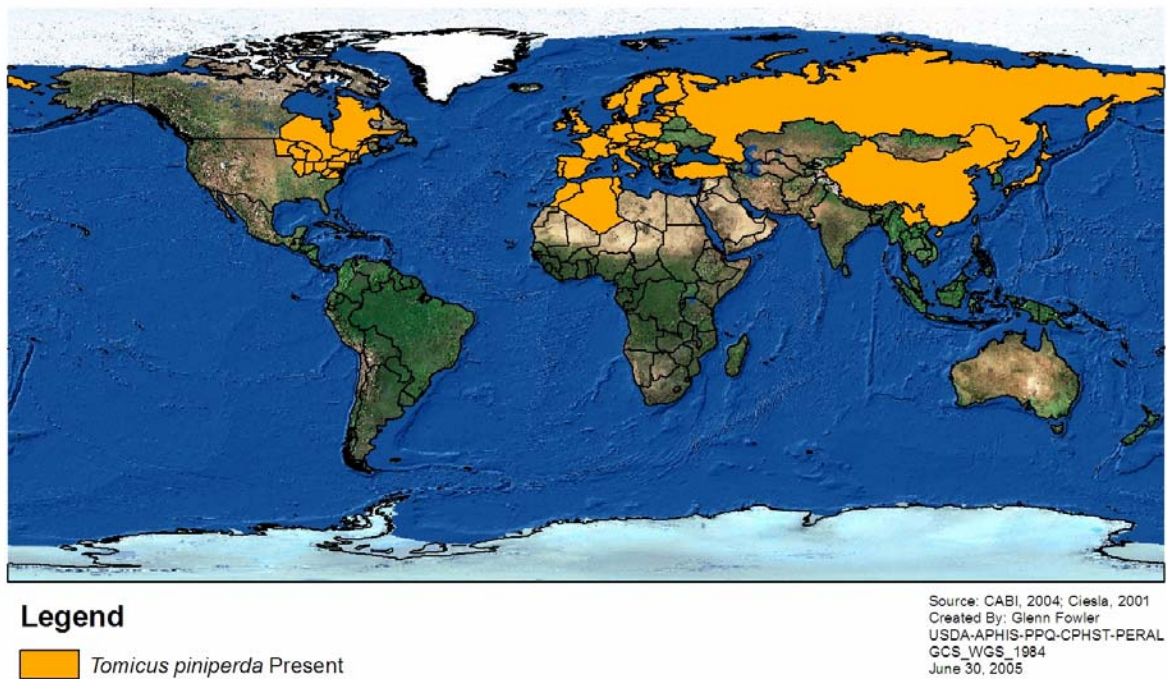 Legend
Tomicus piniperda Present
Source: CABI, 2004; Ciesla, 2001
Created By: Glenn Fowler
USDA-APHIS-PPQ-CPHST-PERAL
GCS_WGS_1984
June 30, 2005